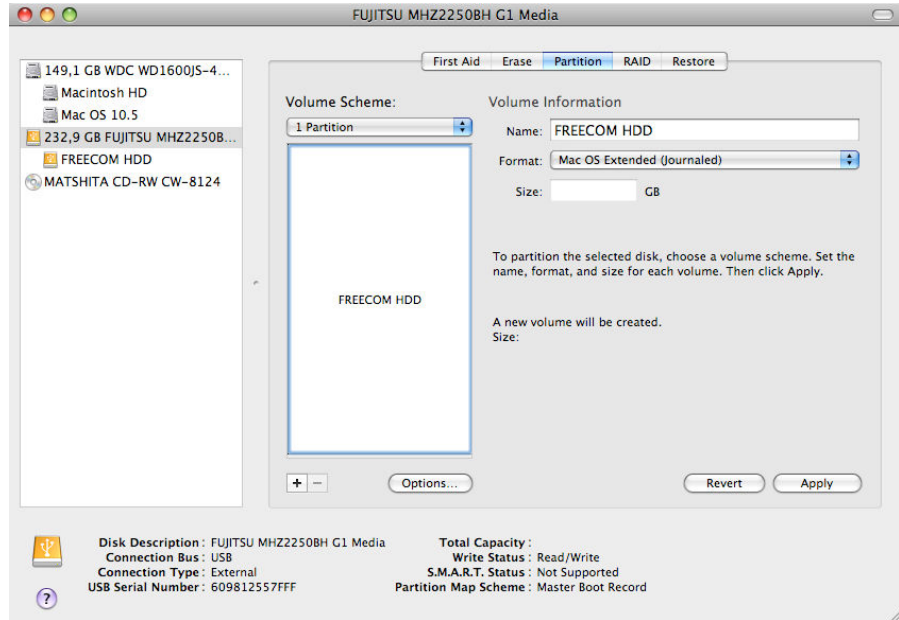 FUJITSU MHZ2250BH G1 Media
149,1 GB WDC WD1600JS-4...
Macintosh HD
Mac OS 10.5
232,9 GB FUJITSU MHZ2250B...
FREECOM HDD
MATSHITA CD-RW CW-8124
First Aid Erase Partition RAID Restore
Volume Scheme:
1 Partition
FREECOM HDD
+ −
Options...
Volume Information
Name: FREECOM HDD
Format: Mac OS Extended (Journaled)
Size: GB
To partition the selected disk, choose a volume scheme. Set the
name, format, and size for each volume. Then click Apply.
A new volume will be created.
Size:
Revert Apply
Disk Description : FUJITSU MHZ2250BH G1 Media
Connection Bus : USB
Connection Type : External
USB Serial Number : 609812557FFF
Total Capacity :
Write Status : Read/Write
S.M.A.R.T. Status : Not Supported
Partition Map Scheme : Master Boot Record
?